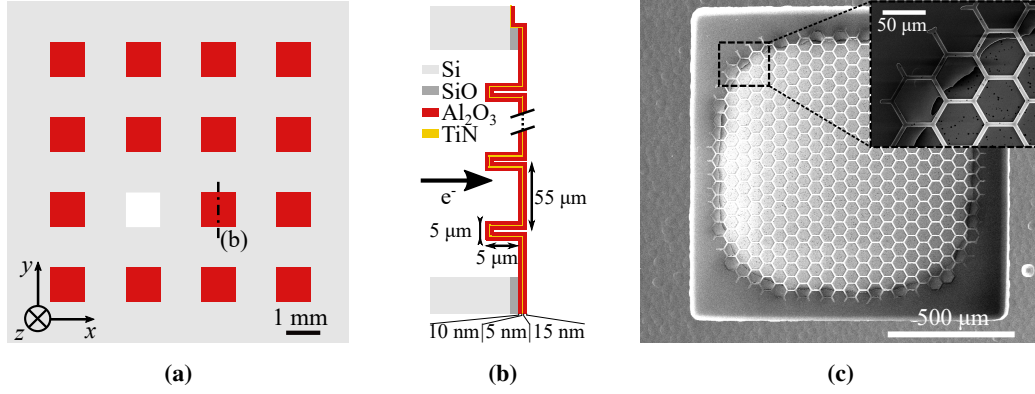 (b)
y
z
x
1 mm
(a)
Si
SiO
Al₂O₃
TiN
e⁻
55 μm
5 μm
5 μm
10 nm|5 nm|15 nm
(b)
50 μm
500 μm
(c)